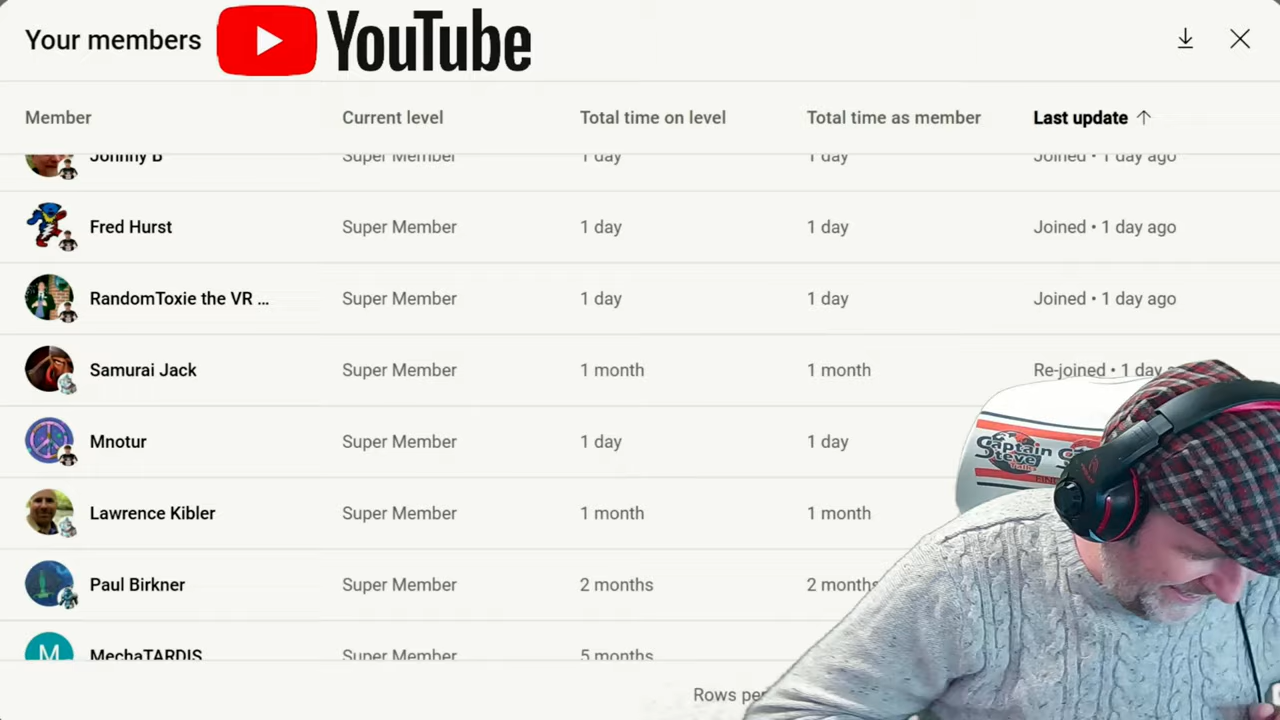 Your members YouTube
Member Current level Total time on level Total time as member Last update
Johnny B Super Member 1 day 1 day Joined • 1 day ago
Fred Hurst Super Member 1 day 1 day Joined • 1 day ago
RandomToxie the VR ... Super Member 1 day 1 day Joined • 1 day ago
Samurai Jack Super Member 1 month 1 month Re-joined • 1 day
Mnotur Super Member 1 day 1 day
Lawrence Kibler Super Member 1 month 1 month
Paul Birkner Super Member 2 months 2 months
M MechaTARDIS Super Member 5 months
Captain
Steve
Talks
Rows